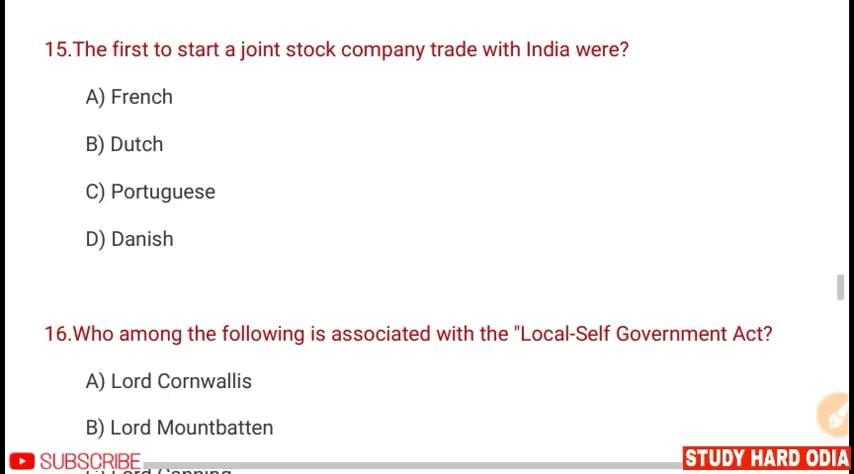 15.The first to start a joint stock company trade with India were?
A) French
B) Dutch
C) Portuguese
D) Danish
16.Who among the following is associated with the "Local-Self Government Act?
A) Lord Cornwallis
B) Lord Mountbatten
SUBSCRIBE
STUDY HARD ODIA